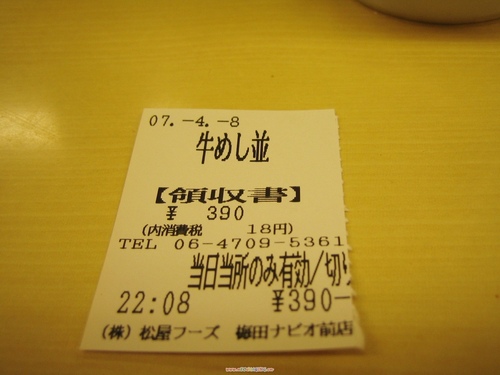 07.-4.-8
牛めし並
【領収書】
¥ 390
(内消費税 18円)
TEL 06-4709-5361
当日当所のみ有効/切
22:08 ¥390-
(株) 松屋フーズ 梅田ナビオ前店